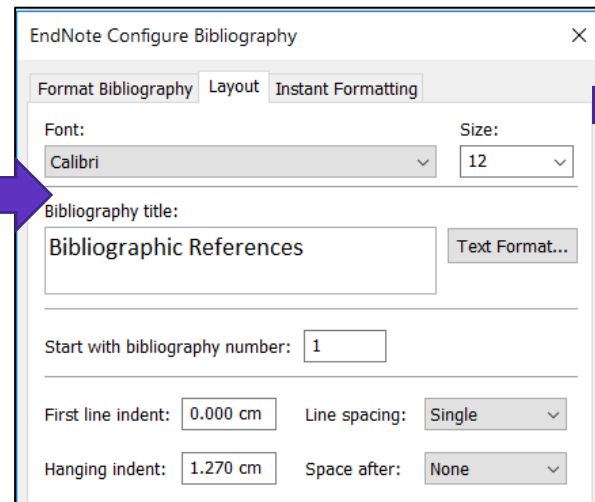 EndNote Configure Bibliography
Format Bibliography Layout Instant Formatting
Font: Size:
Calibri 12
Bibliography title:
Bibliographic References Text Format...
Start with bibliography number: 1
First line indent: 0.000 cm Line spacing: Single
Hanging indent: 1.270 cm Space after: None